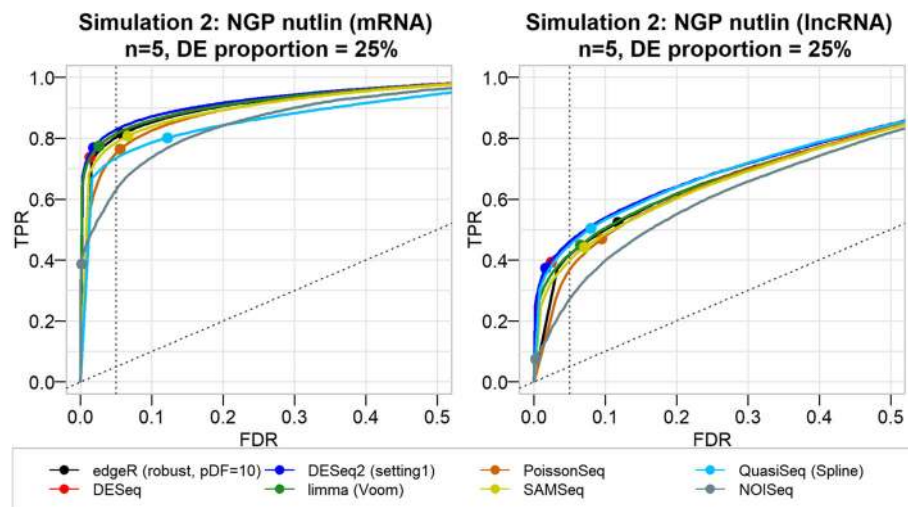 Simulation 2: NGP nutlin (mRNA)
n=5, DE proportion = 25%
TPR
1.0
0.8
0.6
0.4
0.2
0.0
0.0 0.1 0.2 0.3 0.4 0.5
FDR
Simulation 2: NGP nutlin (lncRNA)
n=5, DE proportion = 25%
TPR
1.0
0.8
0.6
0.4
0.2
0.0
0.0 0.1 0.2 0.3 0.4 0.5
FDR
edgeR (robust, pDF=10) DESeq2 (setting1) PoissonSeq QuasiSeq (Spline)
DESeq limma (Voom) SAMSeq NOISeq